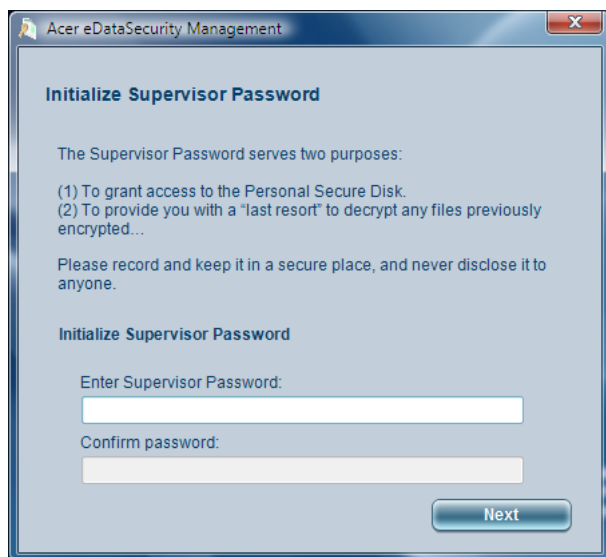 Acer eDataSecurity Management
Initialize Supervisor Password
The Supervisor Password serves two purposes:
(1) To grant access to the Personal Secure Disk.
(2) To provide you with a “last resort” to decrypt any files previously
encrypted...
Please record and keep it in a secure place, and never disclose it to
anyone.
Initialize Supervisor Password
Enter Supervisor Password:
Confirm password:
Next